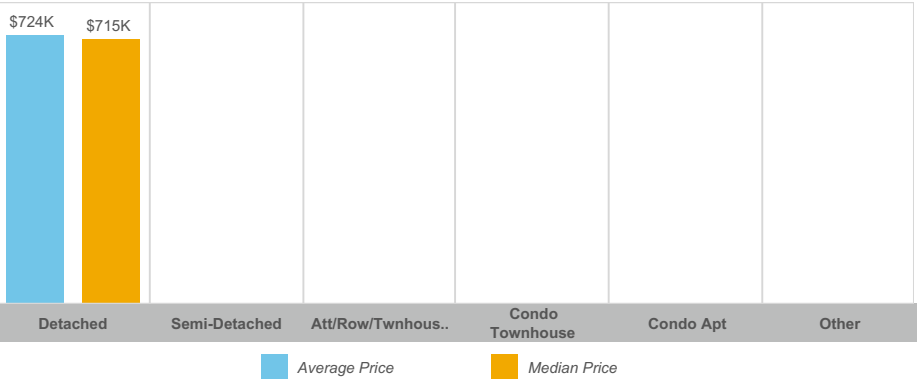 $724K
$715K
Detached
Semi-Detached
Att/Row/Twnhous..
Condo
Townhouse
Condo Apt
Other
Average Price
Median Price